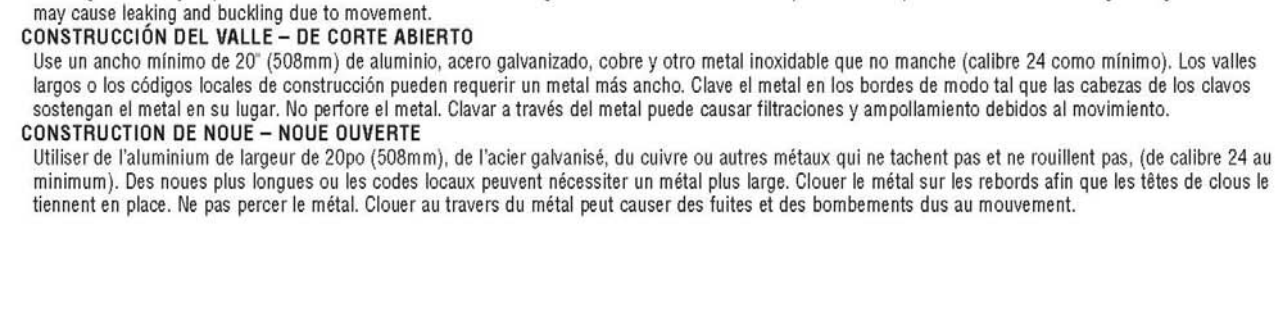 may cause leaking and buckling due to movement.
CONSTRUCCIÓN DEL VALLE – DE CORTE ABIERTO
Use un ancho mínimo de 20" (508mm) de aluminio, acero galvanizado, cobre y otro metal inoxidable que no manche (calibre 24 como mínimo). Los valles
largos o los códigos locales de construcción pueden requerir un metal más ancho. Clave el metal en los bordes de modo tal que las cabezas de los clavos
sostengan el metal en su lugar. No perfore el metal. Clavar a través del metal puede causar filtraciones y ampollamiento debidos al movimiento.
CONSTRUCTION DE NOUE – NOUE OUVERTE
Utiliser de l'aluminium de largeur de 20po (508mm), de l'acier galvanisé, du cuivre ou autres métaux qui ne tachent pas et ne rouillent pas, (de calibre 24 au
minimum). Des noues plus longues ou les codes locaux peuvent nécessiter un métal plus large. Clouer le métal sur les rebords afin que les têtes de clous le
tiennent en place. Ne pas percer le métal. Clouer au travers du métal peut causer des fuites et des bombements dus au mouvement.